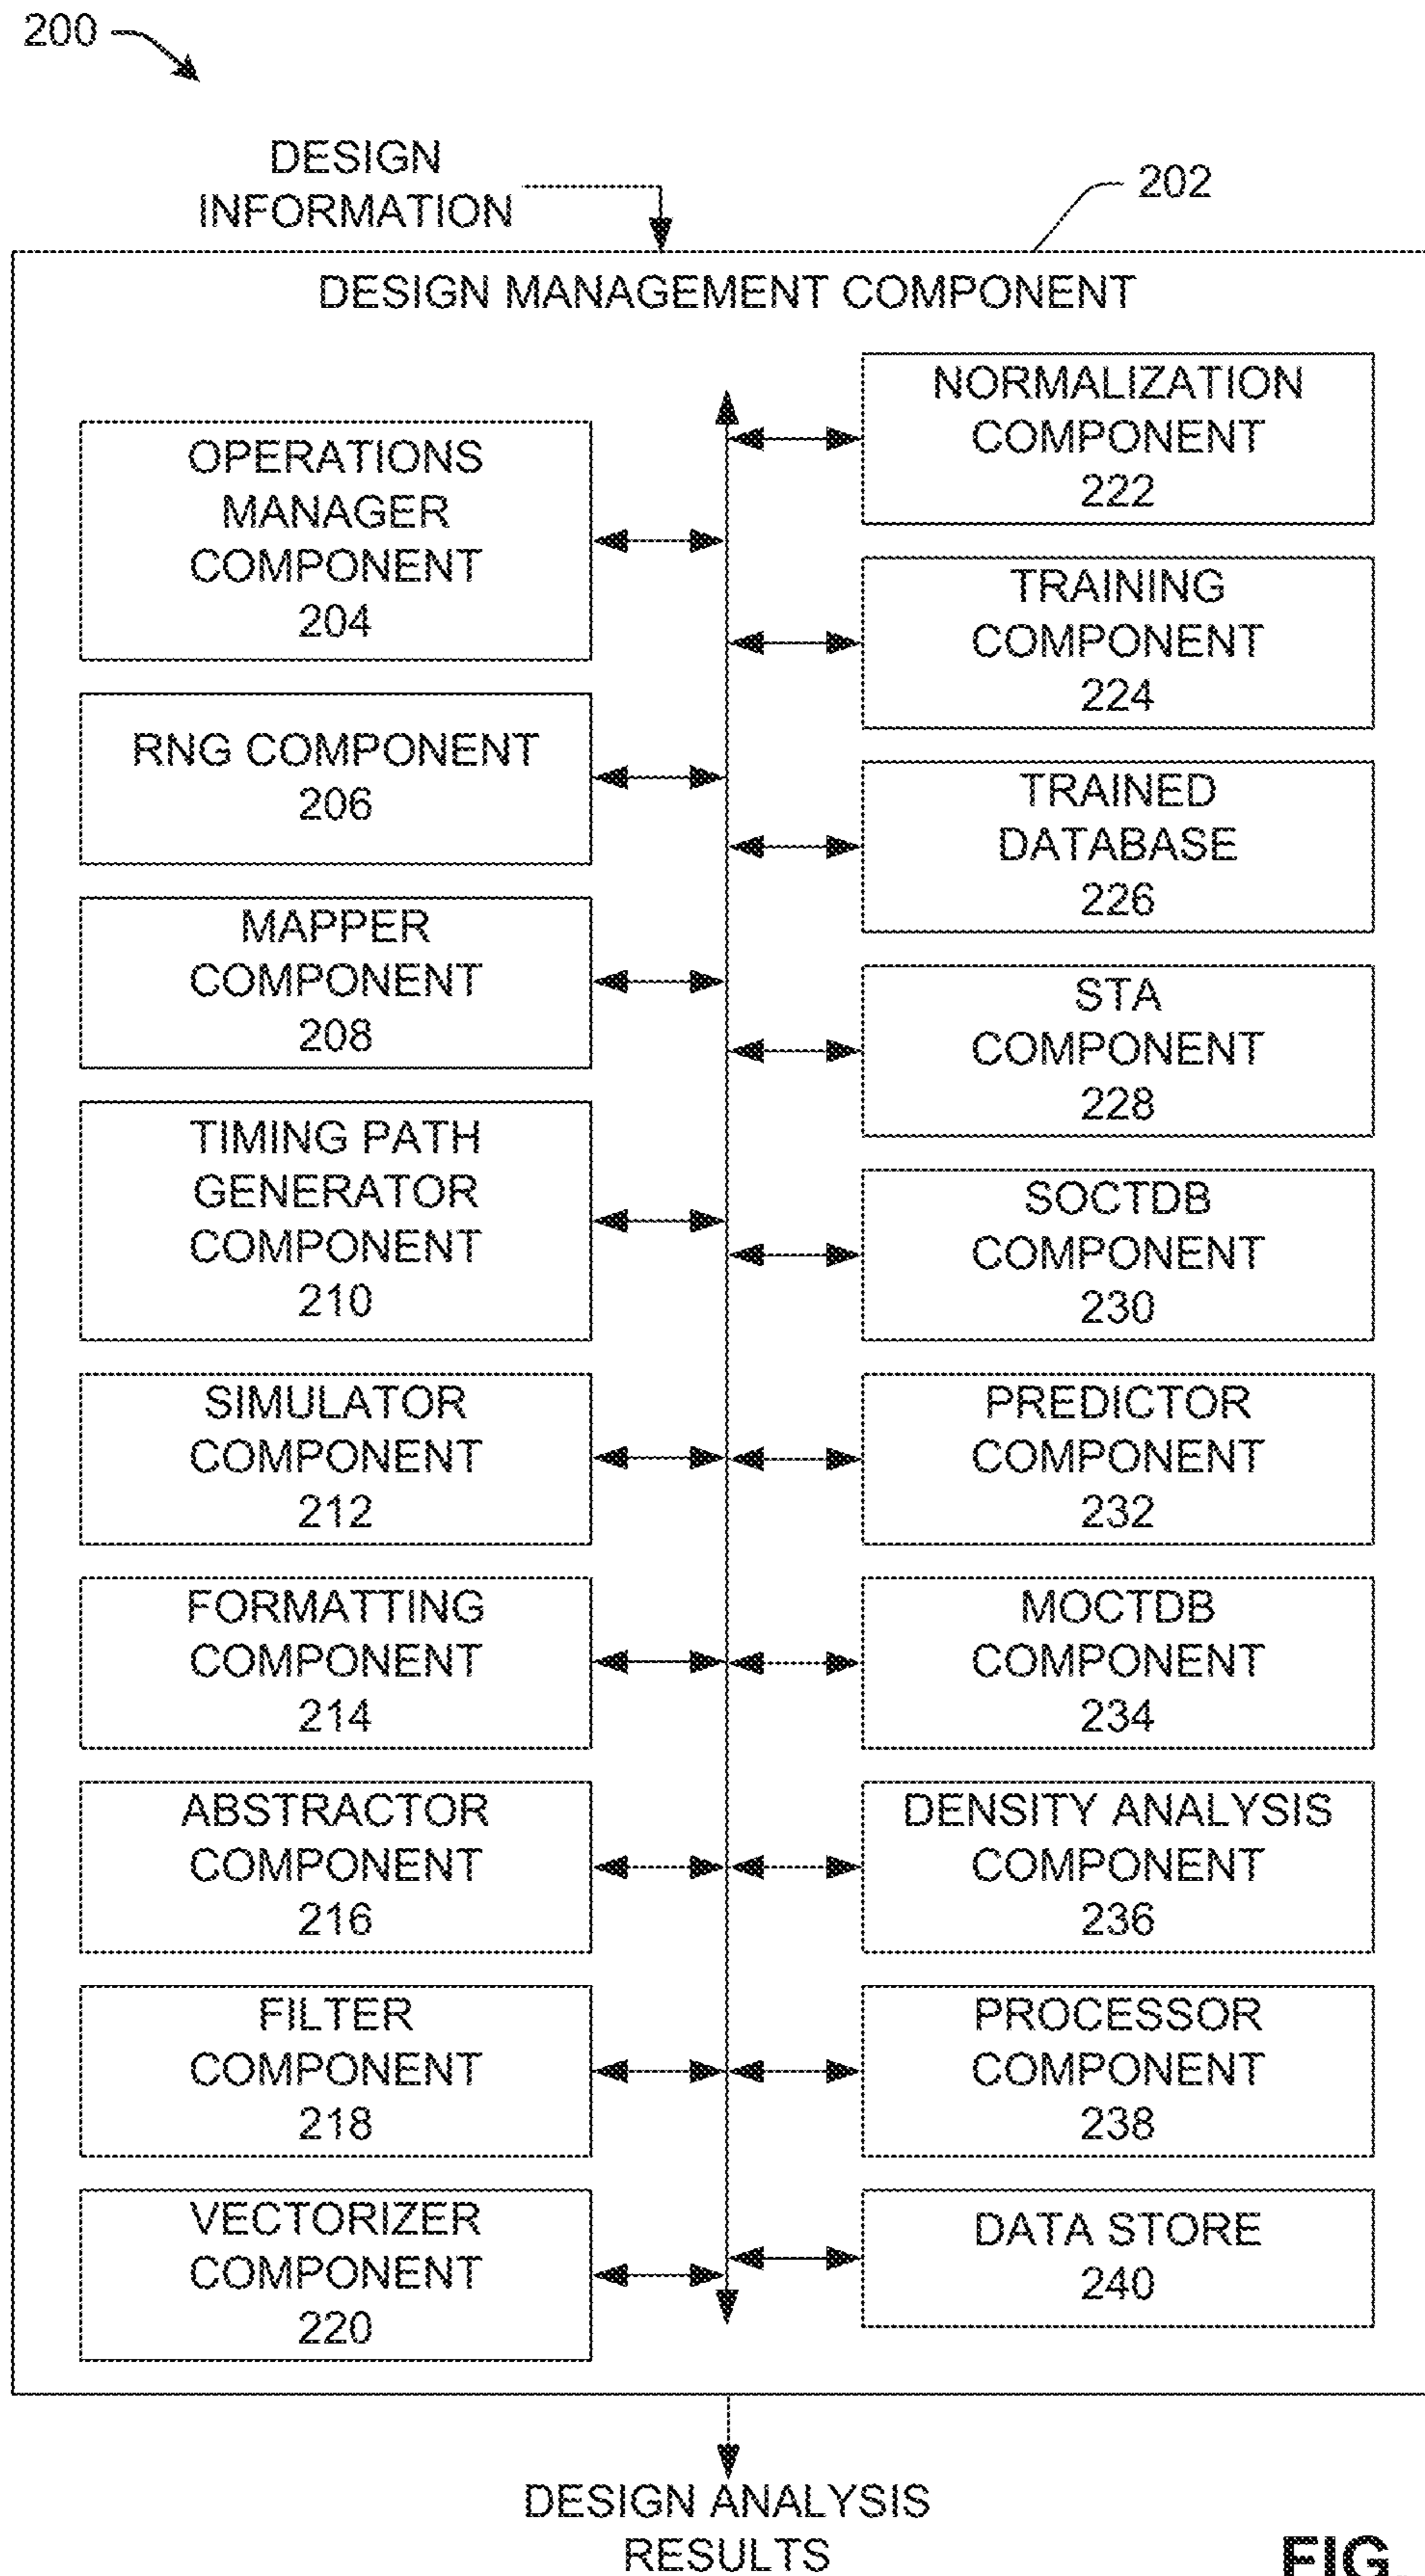 200
DESIGN
INFORMATION
202
DESIGN MANAGEMENT COMPONENT
OPERATIONS
MANAGER
COMPONENT
204
RNG COMPONENT
206
MAPPER
COMPONENT
208
TIMING PATH
GENERATOR
COMPONENT
210
SIMULATOR
COMPONENT
212
FORMATTING
COMPONENT
214
ABSTRACTOR
COMPONENT
216
FILTER
COMPONENT
218
VECTORIZER
COMPONENT
220
NORMALIZATION
COMPONENT
222
TRAINING
COMPONENT
224
TRAINED
DATABASE
226
STA
COMPONENT
228
SOCTDB
COMPONENT
230
PREDICTOR
COMPONENT
232
MOCTDB
COMPONENT
234
DENSITY ANALYSIS
COMPONENT
236
PROCESSOR
COMPONENT
238
DATA STORE
240
DESIGN ANALYSIS
RESULTS
FIG.